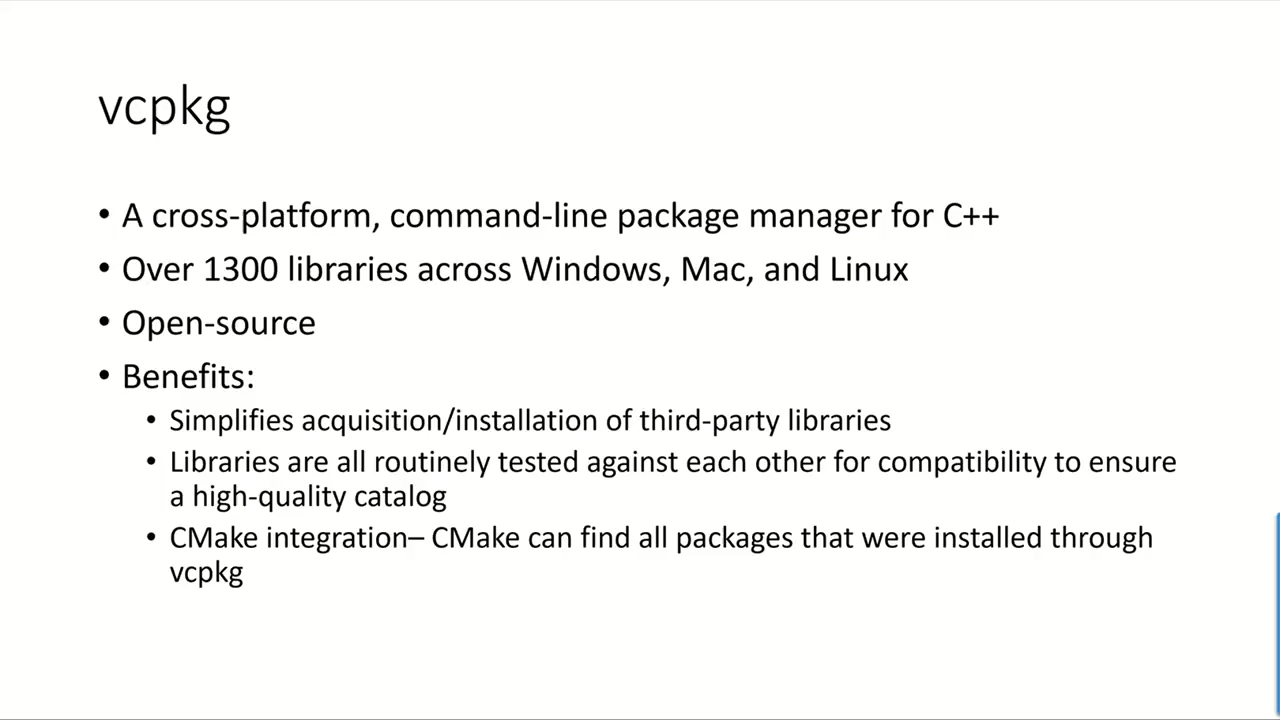 vcpkg
• A cross-platform, command-line package manager for C++
• Over 1300 libraries across Windows, Mac, and Linux
• Open-source
• Benefits:
• Simplifies acquisition/installation of third-party libraries
• Libraries are all routinely tested against each other for compatibility to ensure
a high-quality catalog
• CMake integration– CMake can find all packages that were installed through
vcpkg